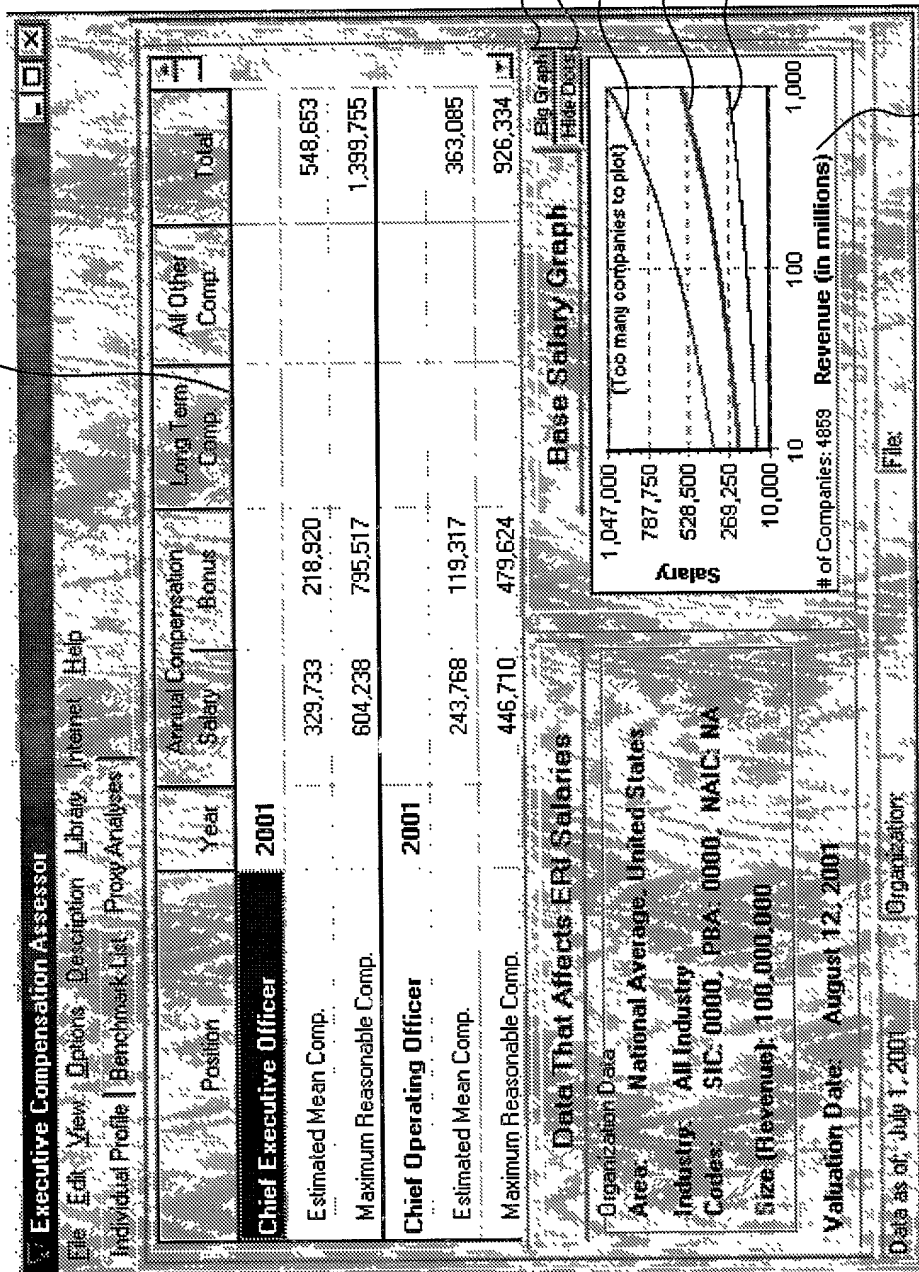 Executive Compensation Assessor
File Edit View Options Description Library Internet Help
Individual Profile Benchmark List Proxy Analyses
Position Year Annual Compensation Long Term Comp. All Other Comp. Total
Salary Bonus
Chief Executive Officer 2001
Estimated Mean Comp. 329,733 218,920 548,653
Maximum Reasonable Comp. 604,238 795,517 1,399,755
Chief Operating Officer 2001
Estimated Mean Comp. 243,768 119,317 363,085
Maximum Reasonable Comp. 446,710 479,624 926,334
Data That Affects ERI Salaries
Organization Data
Area: National Average, United States
Industry: All Industry
Codes: SIC: 0000, PBA: 0000, NAIC: NA
Size (Revenue): 100,000,000
Valuation Date: August 12, 2001
Base Salary Graph
Big Graph
Hide Dots
(Too many companies to plot)
Salary
1,047,000
787,750
528,500
269,250
10,000
10 100 1,000
# of Companies: 4859 Revenue (in millions)
Data as of: July 1, 2001 Organization: File: